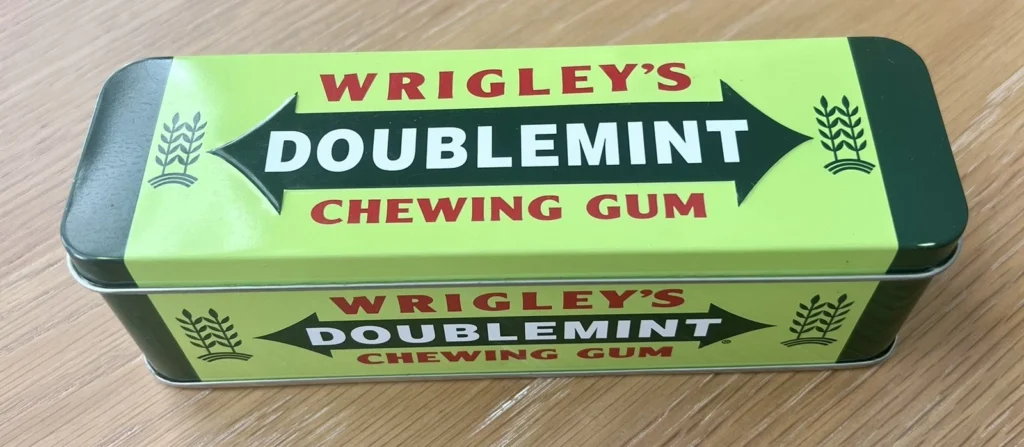 WRIGLEY'S
DOUBLEMINT
CHEWING GUM
WRIGLEY'S
DOUBLEMINT
CHEWING GUM